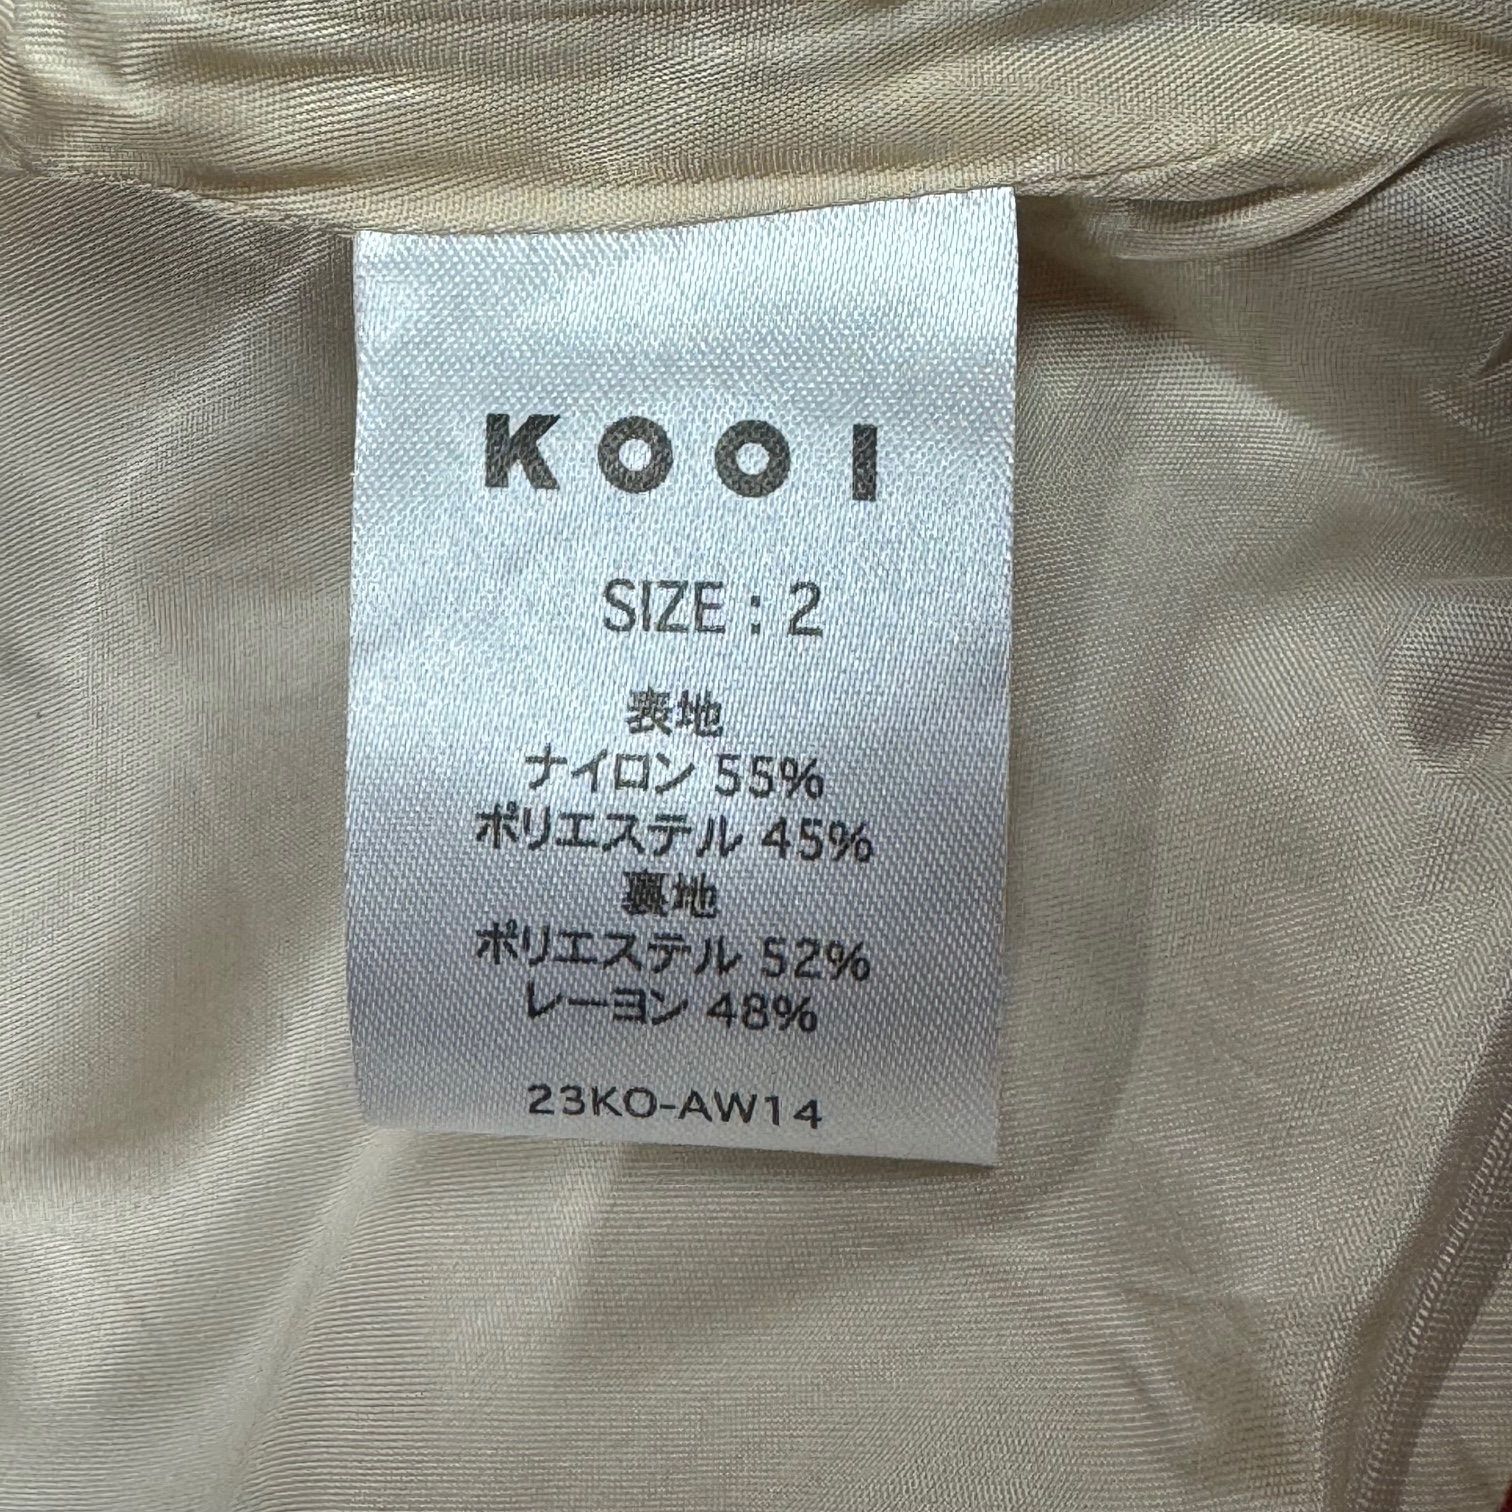 KOOI
SIZE : 2
表地
ナイロン 55%
ポリエステル 45%
裏地
ポリエステル 52%
レーヨン 48%
23KO-AW14